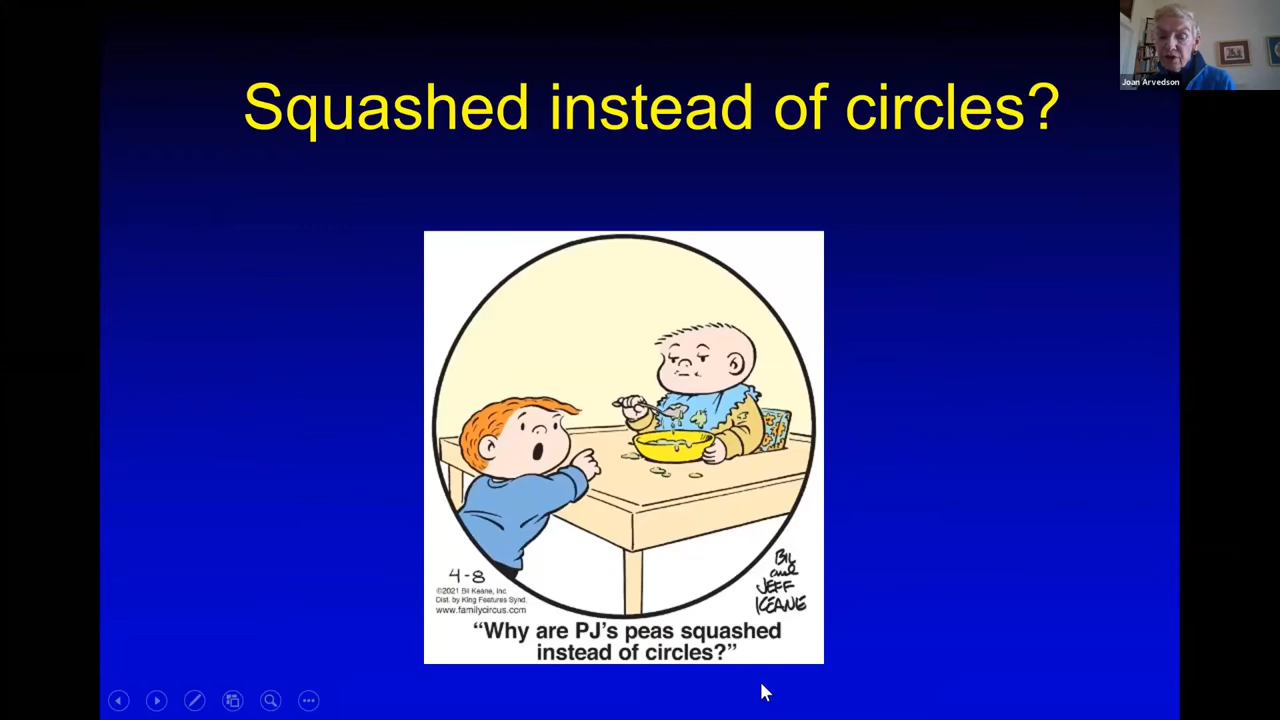 Joan Arvedson
Squashed instead of circles?
4-8
©2021 Bil Keane, Inc.
Dist. by King Features Synd.
www.familycircus.com
BIL
and
JEFF
KEANE
"Why are PJ's peas squashed
instead of circles?"